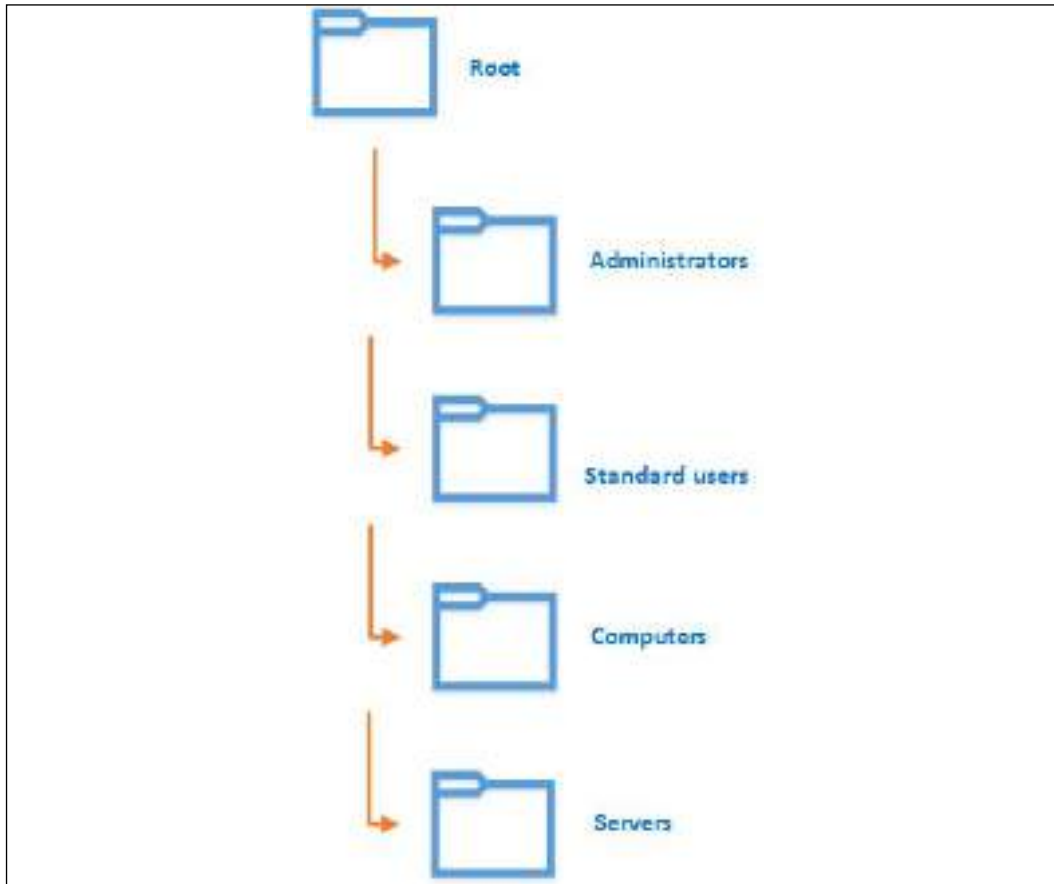 Root
Administrators
Standard users
Computers
Servers